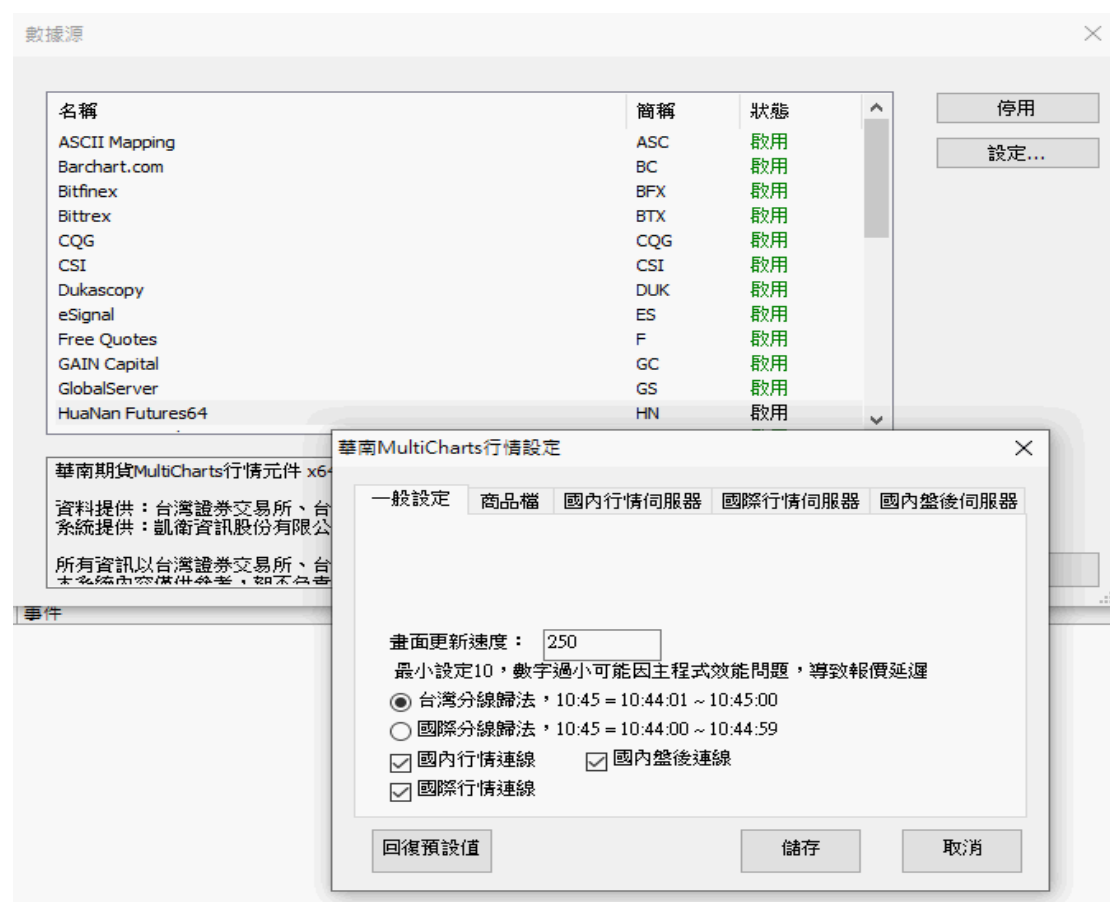 數據源
名稱 簡稱 狀態
停用
ASCII Mapping ASC 啟用
設定...
Barchart.com BC 啟用
Bitfinex BFX 啟用
Bittrex BTX 啟用
CQG CQG 啟用
CSI CSI 啟用
Dukascopy DUK 啟用
eSignal ES 啟用
Free Quotes F 啟用
GAIN Capital GC 啟用
GlobalServer GS 啟用
HuaNan Futures64 HN 啟用
華南期貨MultiCharts行情元件 x64
資料提供：台灣證券交易所、台
系統提供：凱衛資訊股份有限公
所有資訊以台灣證券交易所、台
本系統內容僅供參考，恕不負責
事件
華南MultiCharts行情設定
一般設定 商品檔 國內行情伺服器 國際行情伺服器 國內盤後伺服器
畫面更新速度： 250
最小設定10，數字過小可能因主程式效能問題，導致報價延遲
台灣分線歸法，10:45 = 10:44:01 ~ 10:45:00
國際分線歸法，10:45 = 10:44:00 ~ 10:44:59
國內行情連線 國內盤後連線
國際行情連線
回復預設值 儲存 取消